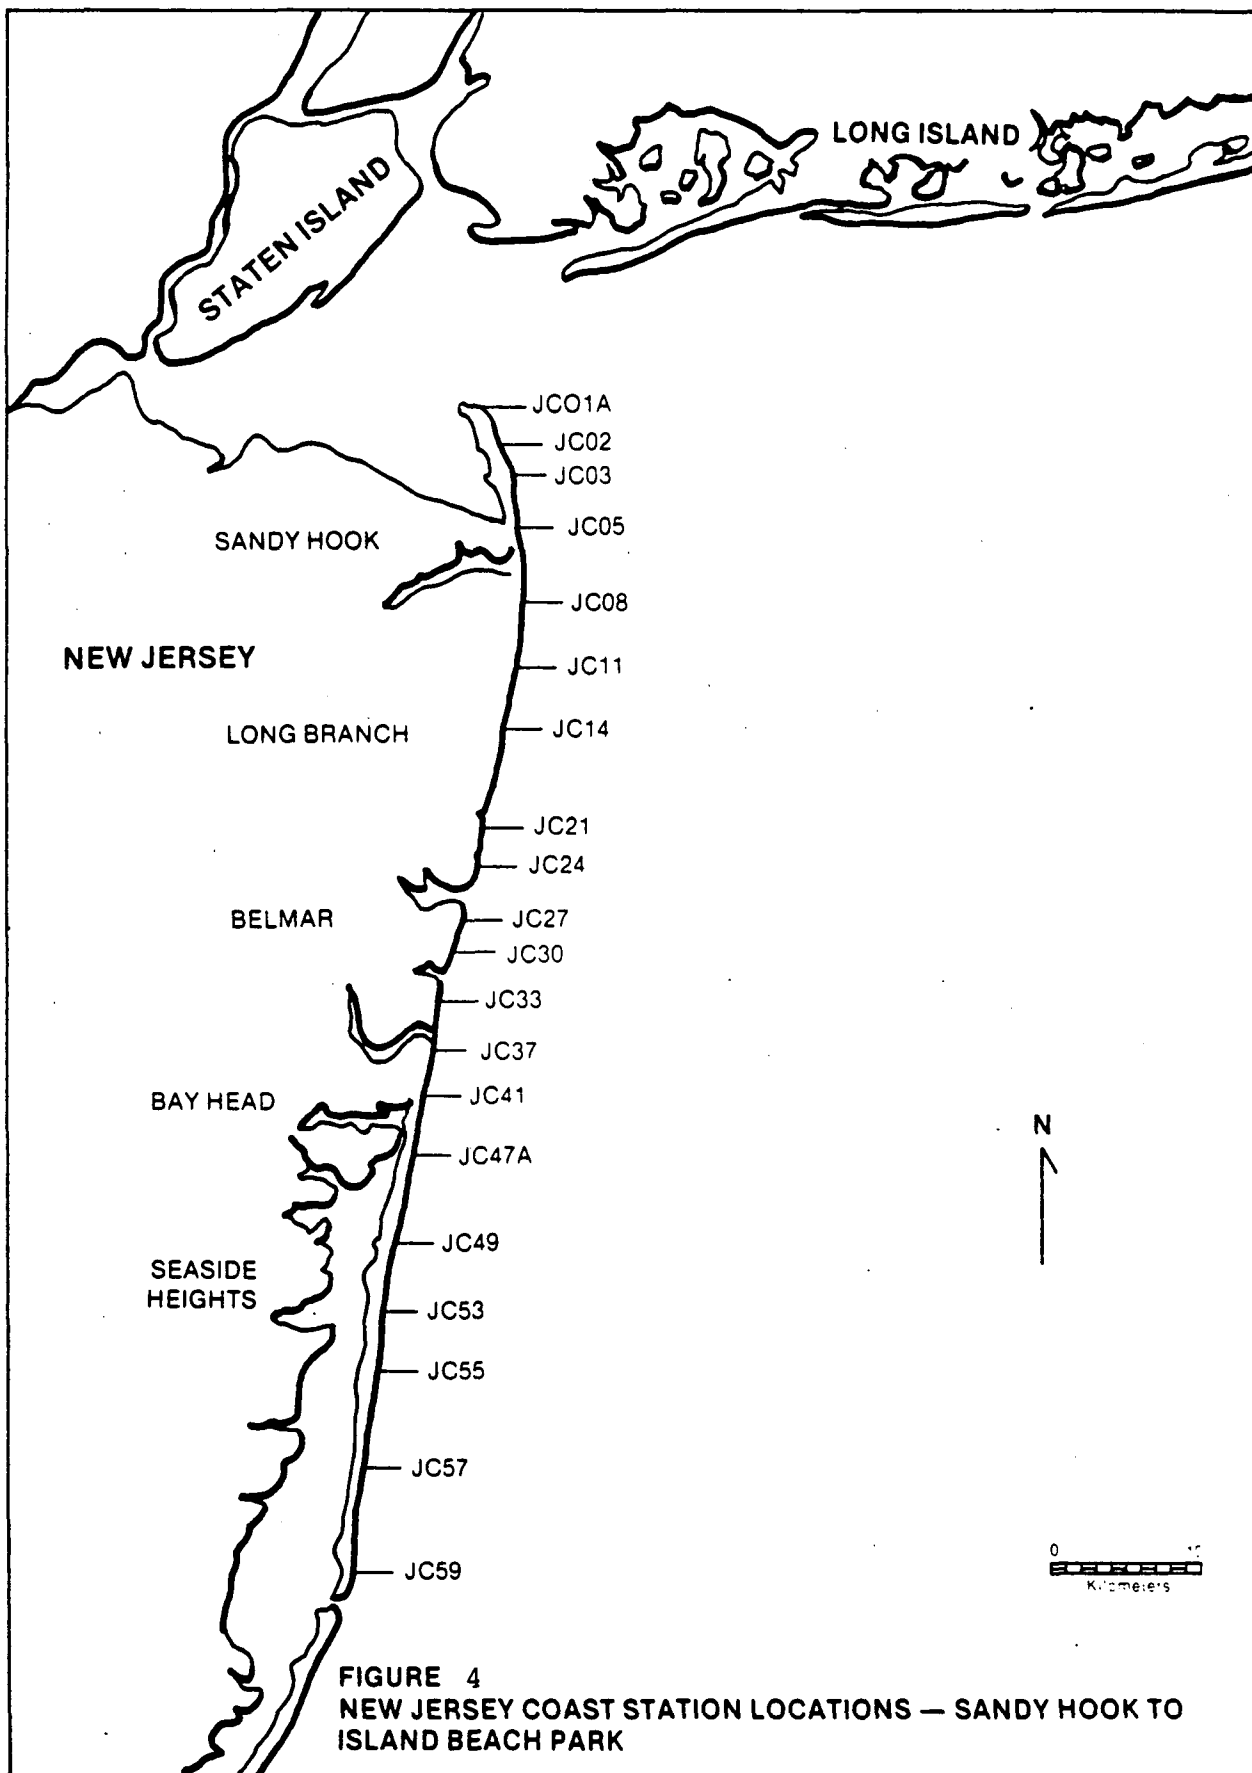 LONG ISLAND
STATEN ISLAND
JCO1A
JC02
JC03
JC05
SANDY HOOK
JC08
NEW JERSEY
JC11
LONG BRANCH
JC14
JC21
JC24
BELMAR
JC27
JC30
JC33
JC37
BAY HEAD
JC41
N
JC47A
JC49
SEASIDE
HEIGHTS
JC53
JC55
JC57
0
JC59
Kilometers
FIGURE 4
NEW JERSEY COAST STATION LOCATIONS — SANDY HOOK TO
ISLAND BEACH PARK